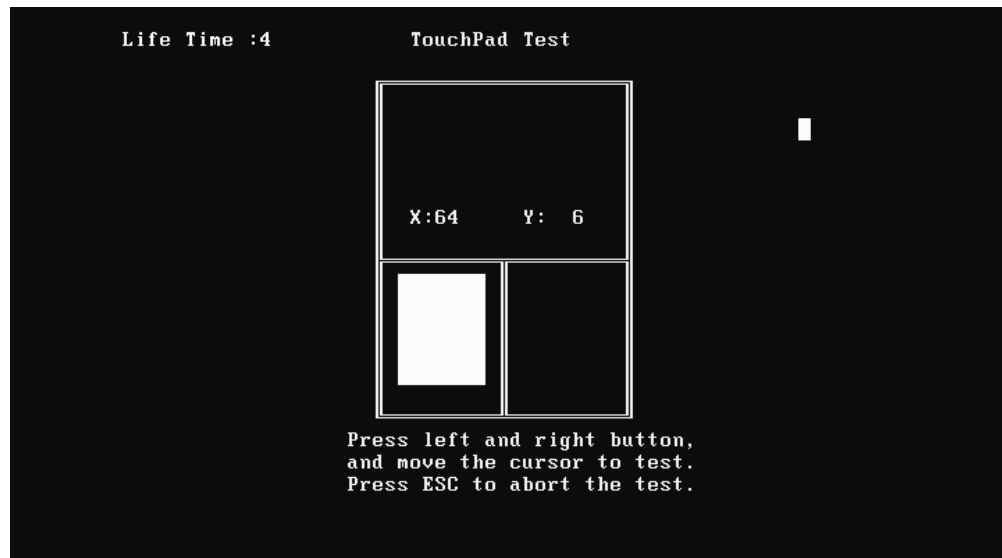 Life Time :4 TouchPad Test
X:64 Y: 6
Press left and right button,
and move the cursor to test.
Press ESC to abort the test.